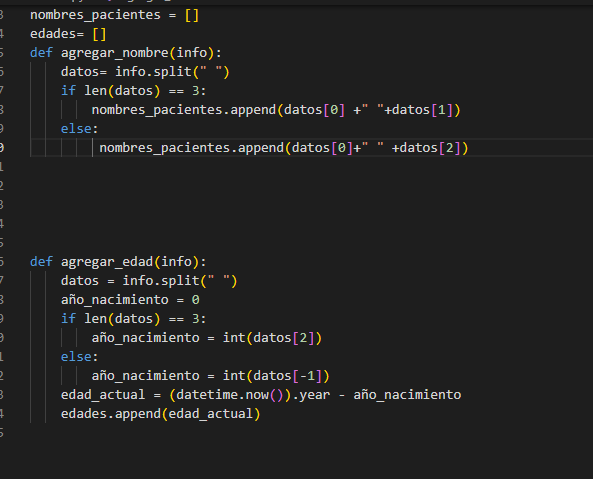 3 nombres_pacientes = []
4 edades= []
5 def agregar_nombre(info):
6     datos= info.split(" ")
7     if len(datos) == 3:
8         nombres_pacientes.append(datos[0] +" "+datos[1])
9     else:
0          nombres_pacientes.append(datos[0]+" " +datos[2])
1
2
3
4
5
6 def agregar_edad(info):
7     datos = info.split(" ")
8     año_nacimiento = 0
9     if len(datos) == 3:
0         año_nacimiento = int(datos[2])
1     else:
2         año_nacimiento = int(datos[-1])
3     edad_actual = (datetime.now()).year - año_nacimiento
4     edades.append(edad_actual)
5